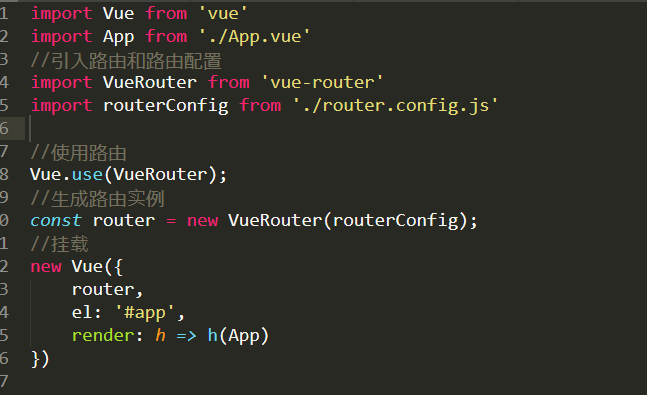 1 import Vue from 'vue'
2 import App from './App.vue'
3 //引入路由和路由配置
4 import VueRouter from 'vue-router'
5 import routerConfig from './router.config.js'
6
7 //使用路由
8 Vue.use(VueRouter);
9 //生成路由实例
0 const router = new VueRouter(routerConfig);
1 //挂载
2 new Vue({
3     router,
4     el: '#app',
5     render: h => h(App)
6 })
7